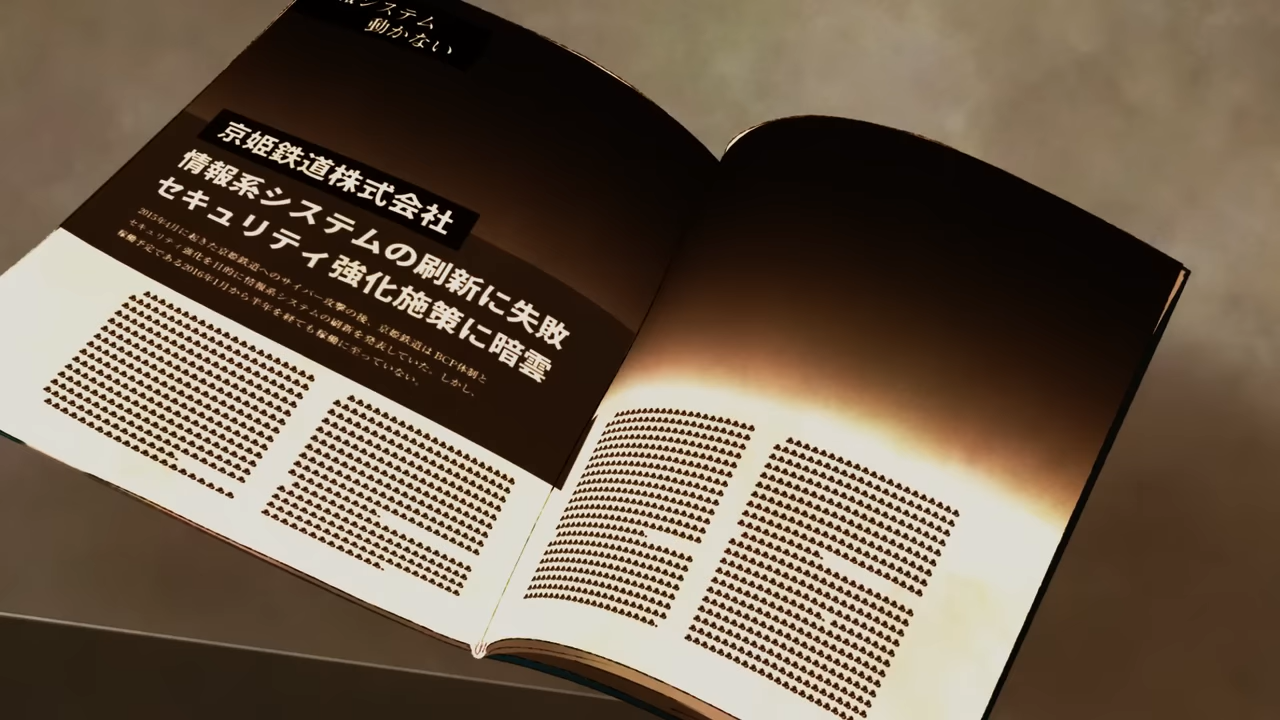 システム
動かない
京姫鉄道株式会社
情報系システムの刷新に失敗
セキュリティ強化施策に暗雲
2015年4月に起きた京姫鉄道へのサイバー攻撃の後、京姫鉄道は BCP体制と
セキュリティ強化を目的に情報系システムの刷新を発表していた。しかし、
稼働予定である2016年1月から半年を経ても稼働に至っていない。